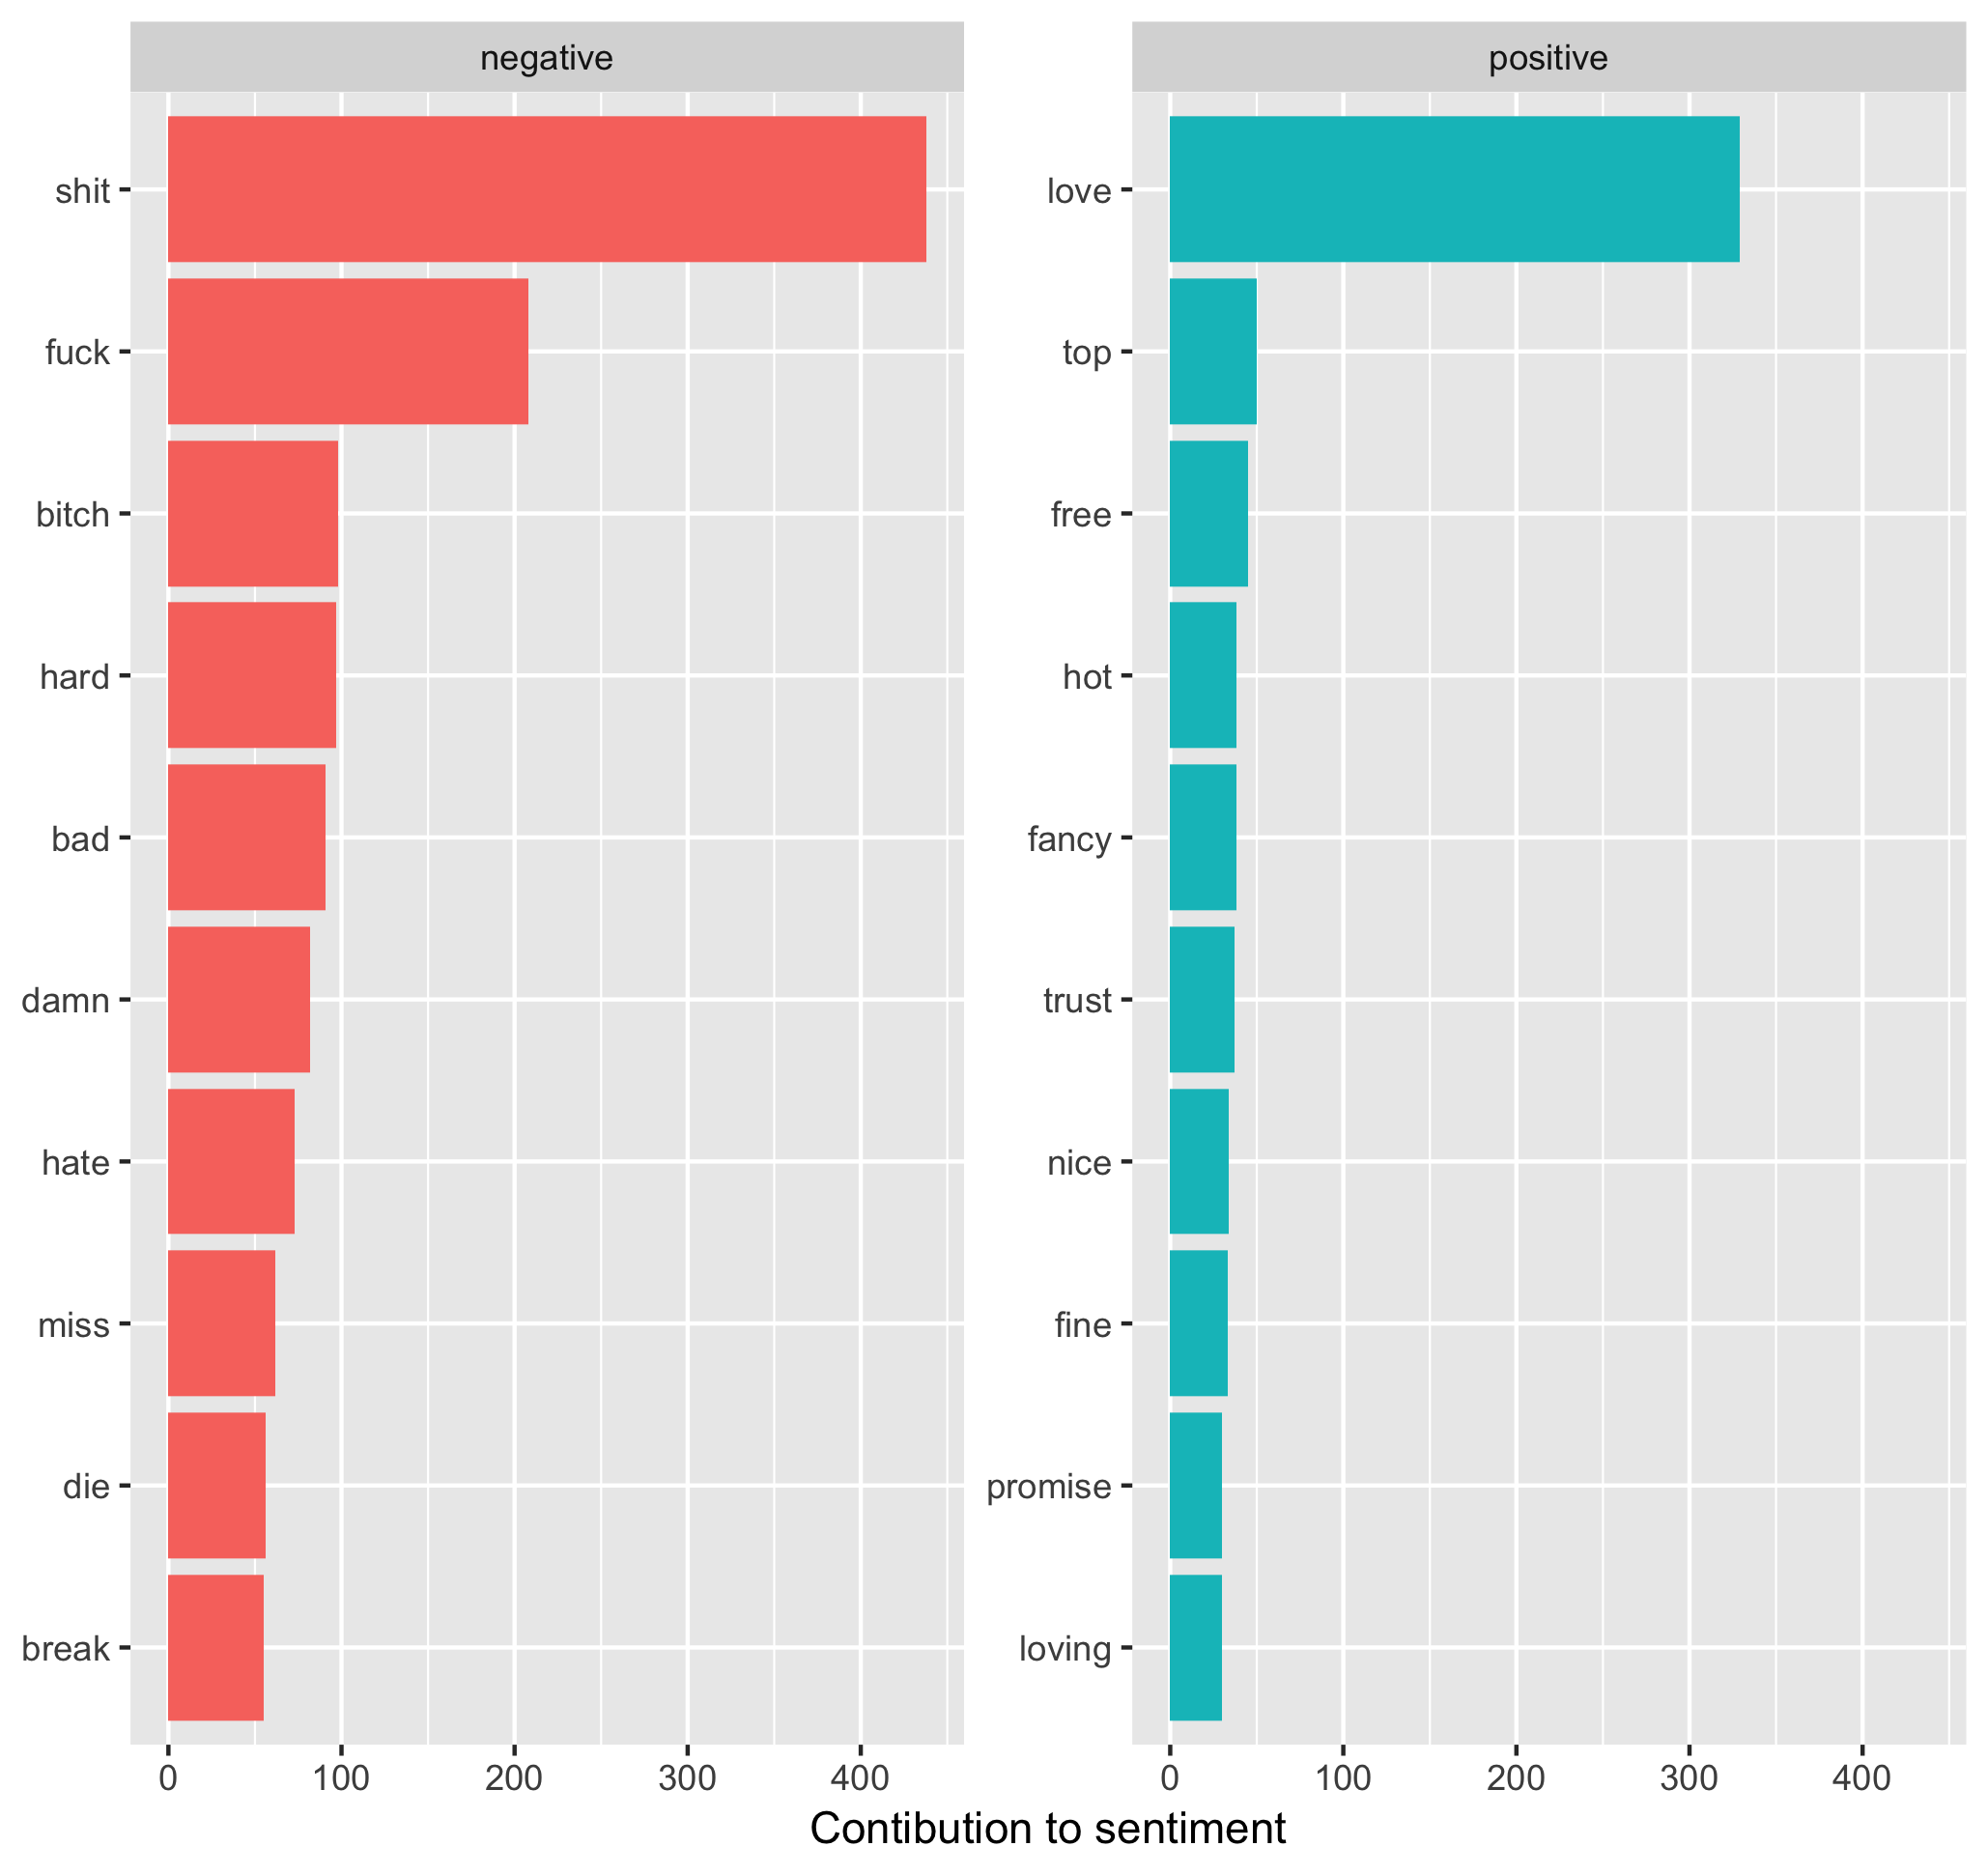 negative
shit
fuck
bitch
hard
bad
damn
hate
miss
die
break
0 100 200 300 400
positive
love
top
free
hot
fancy
trust
nice
fine
promise
loving
0 100 200 300 400
Contibution to sentiment